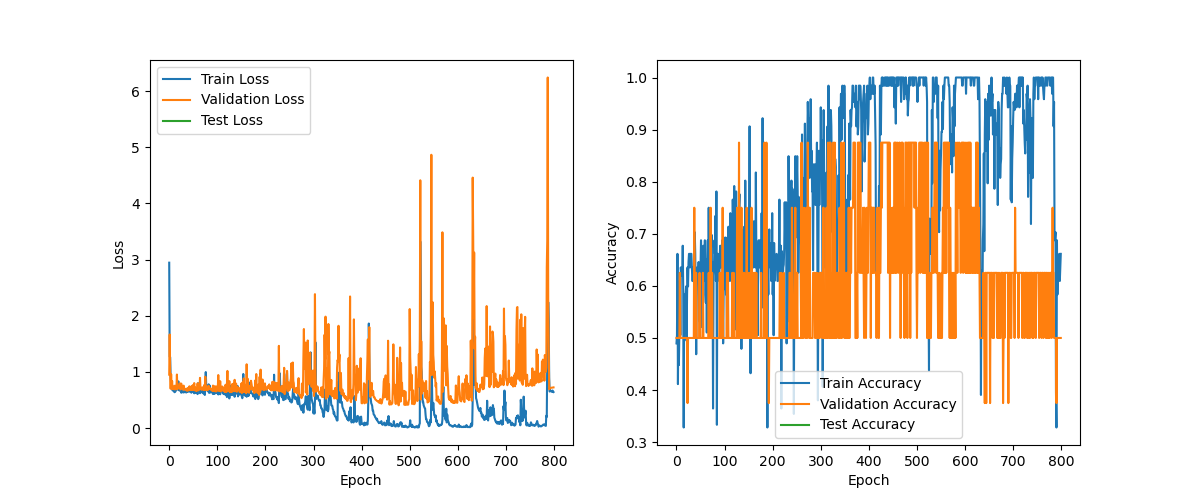 Train Loss
Validation Loss
Test Loss
6
5
4
3
2
1
0
Loss
0 100 200 300 400 500 600 700 800
Epoch
1.0
0.9
0.8
0.7
0.6
0.5
0.4
0.3
Accuracy
Train Accuracy
Validation Accuracy
Test Accuracy
0 100 200 300 400 500 600 700 800
Epoch